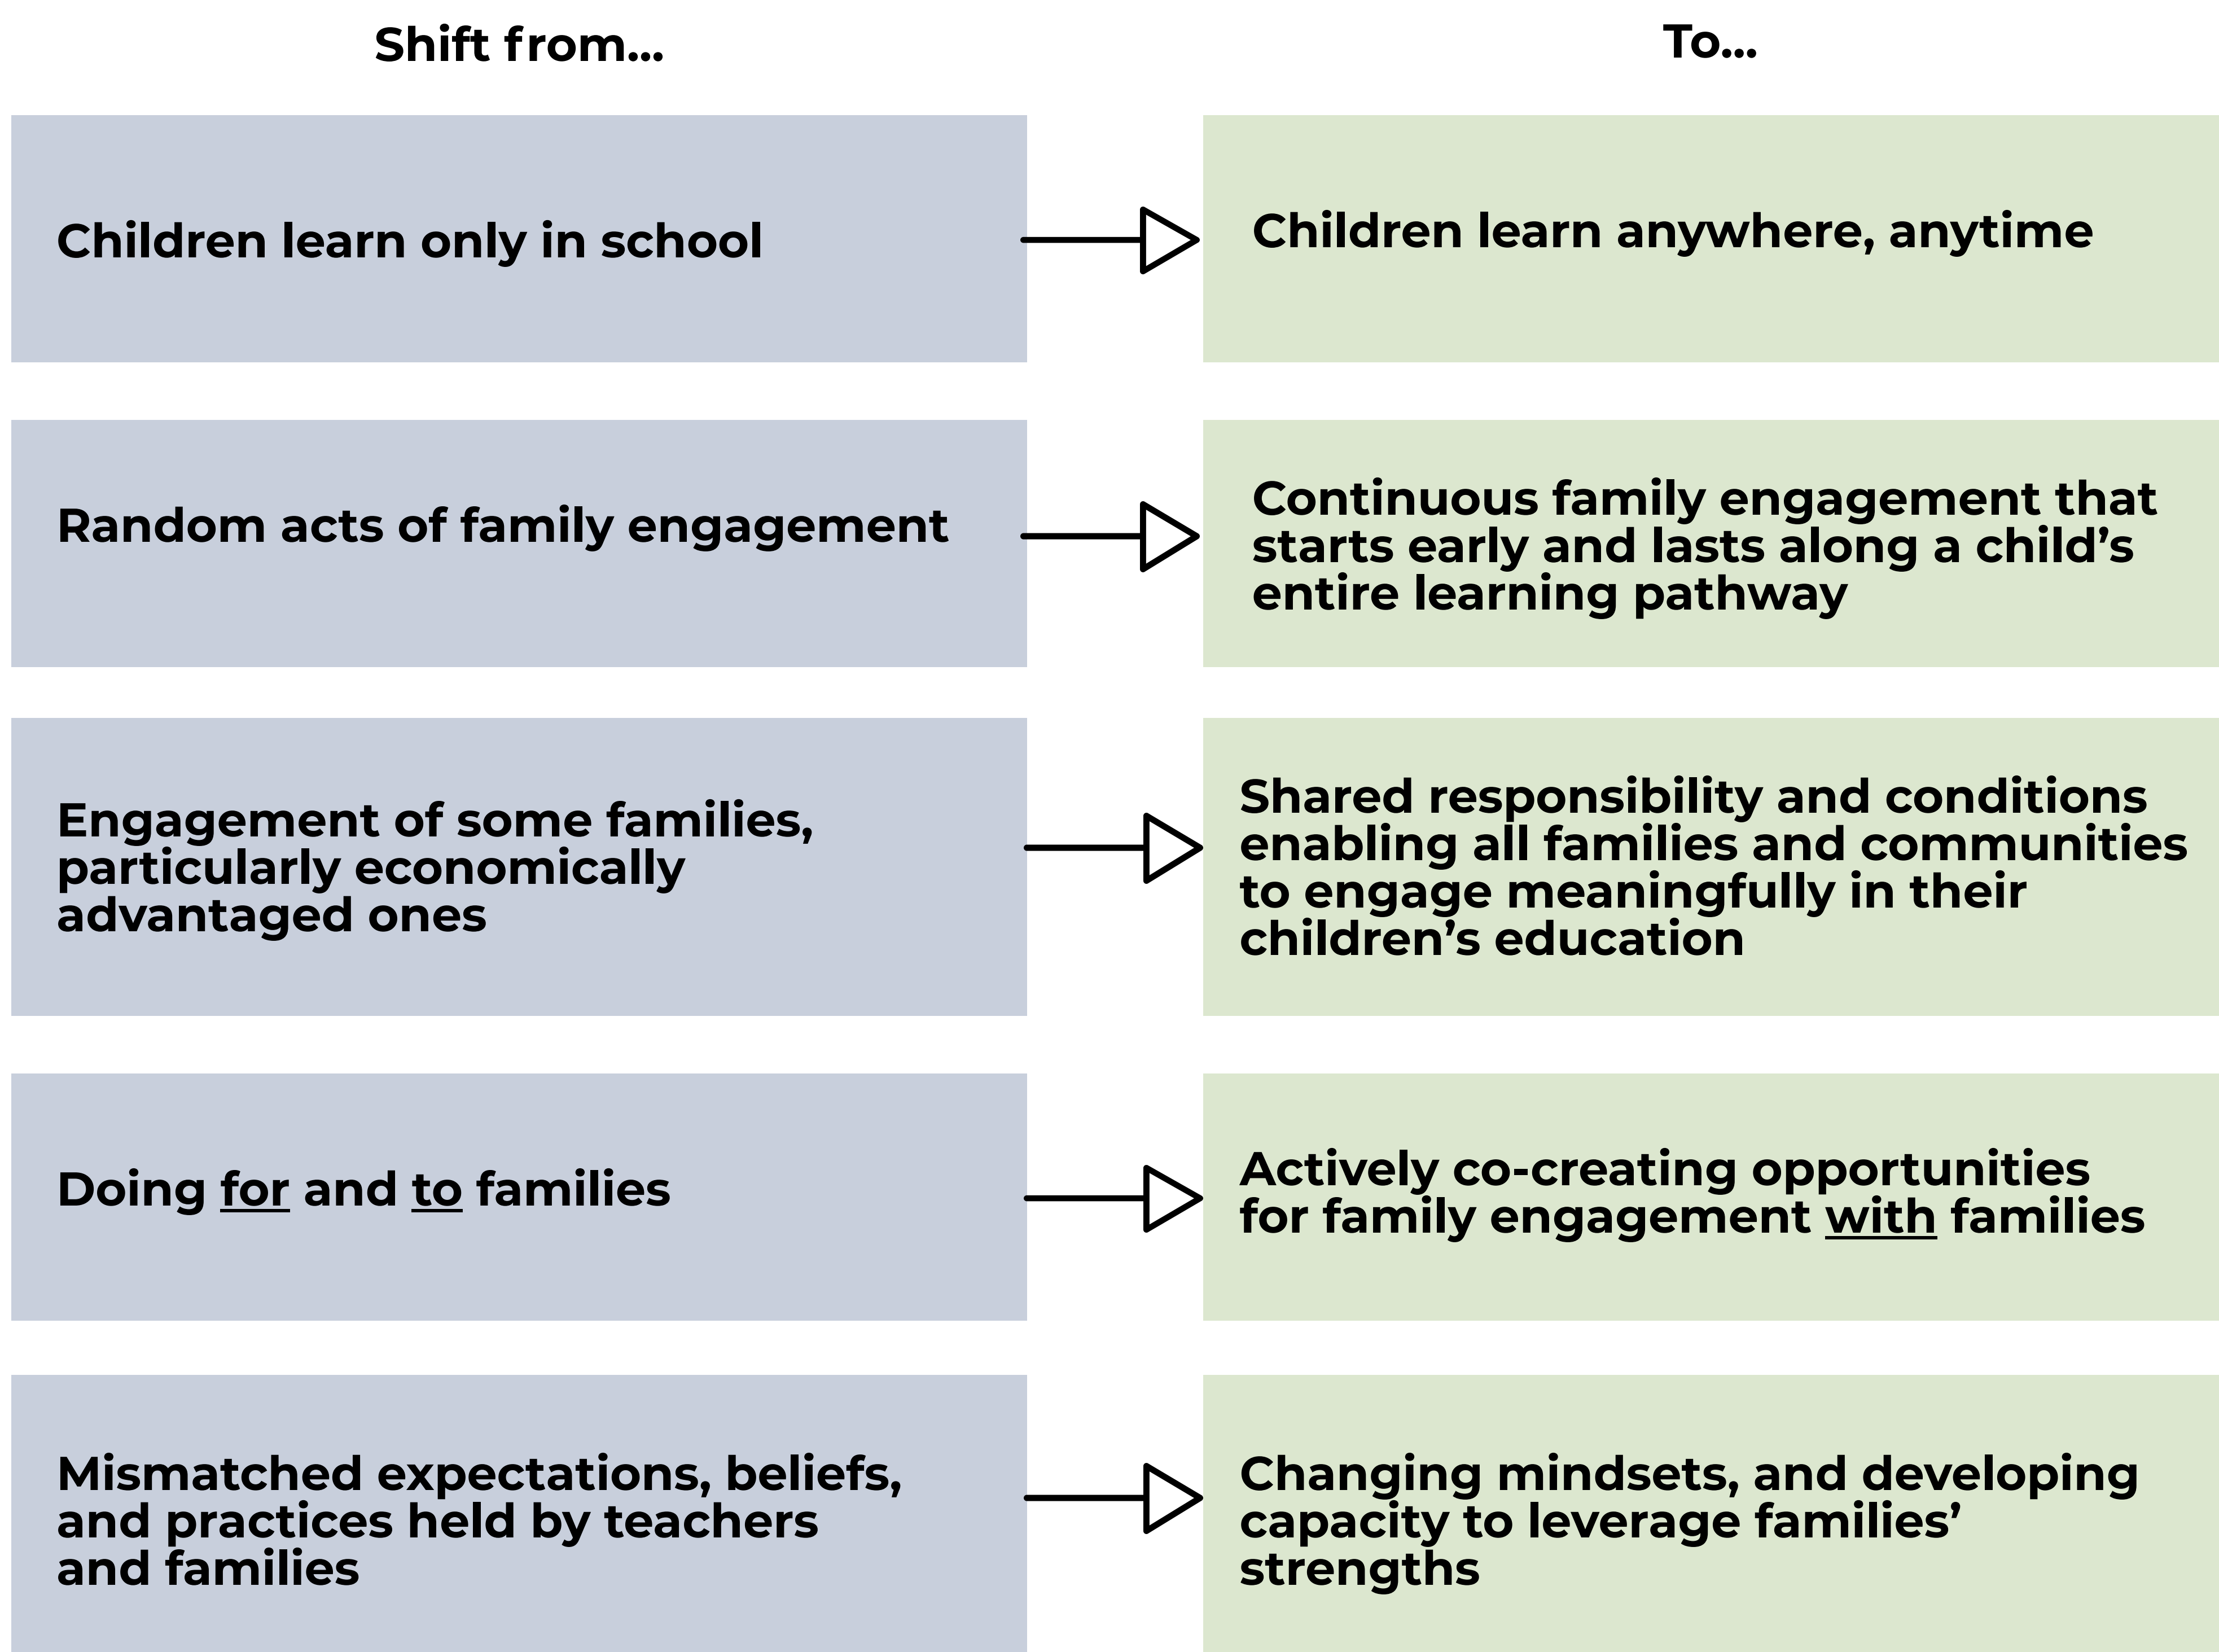 Shift from...
To...
Children learn only in school
Children learn anywhere, anytime
Random acts of family engagement
Continuous family engagement that
starts early and lasts along a child’s
entire learning pathway
Engagement of some families,
particularly economically
advantaged ones
Shared responsibility and conditions
enabling all families and communities
to engage meaningfully in their
children’s education
Doing for and to families
Actively co-creating opportunities
for family engagement with families
Mismatched expectations, beliefs,
and practices held by teachers
and families
Changing mindsets, and developing
capacity to leverage families’
strengths